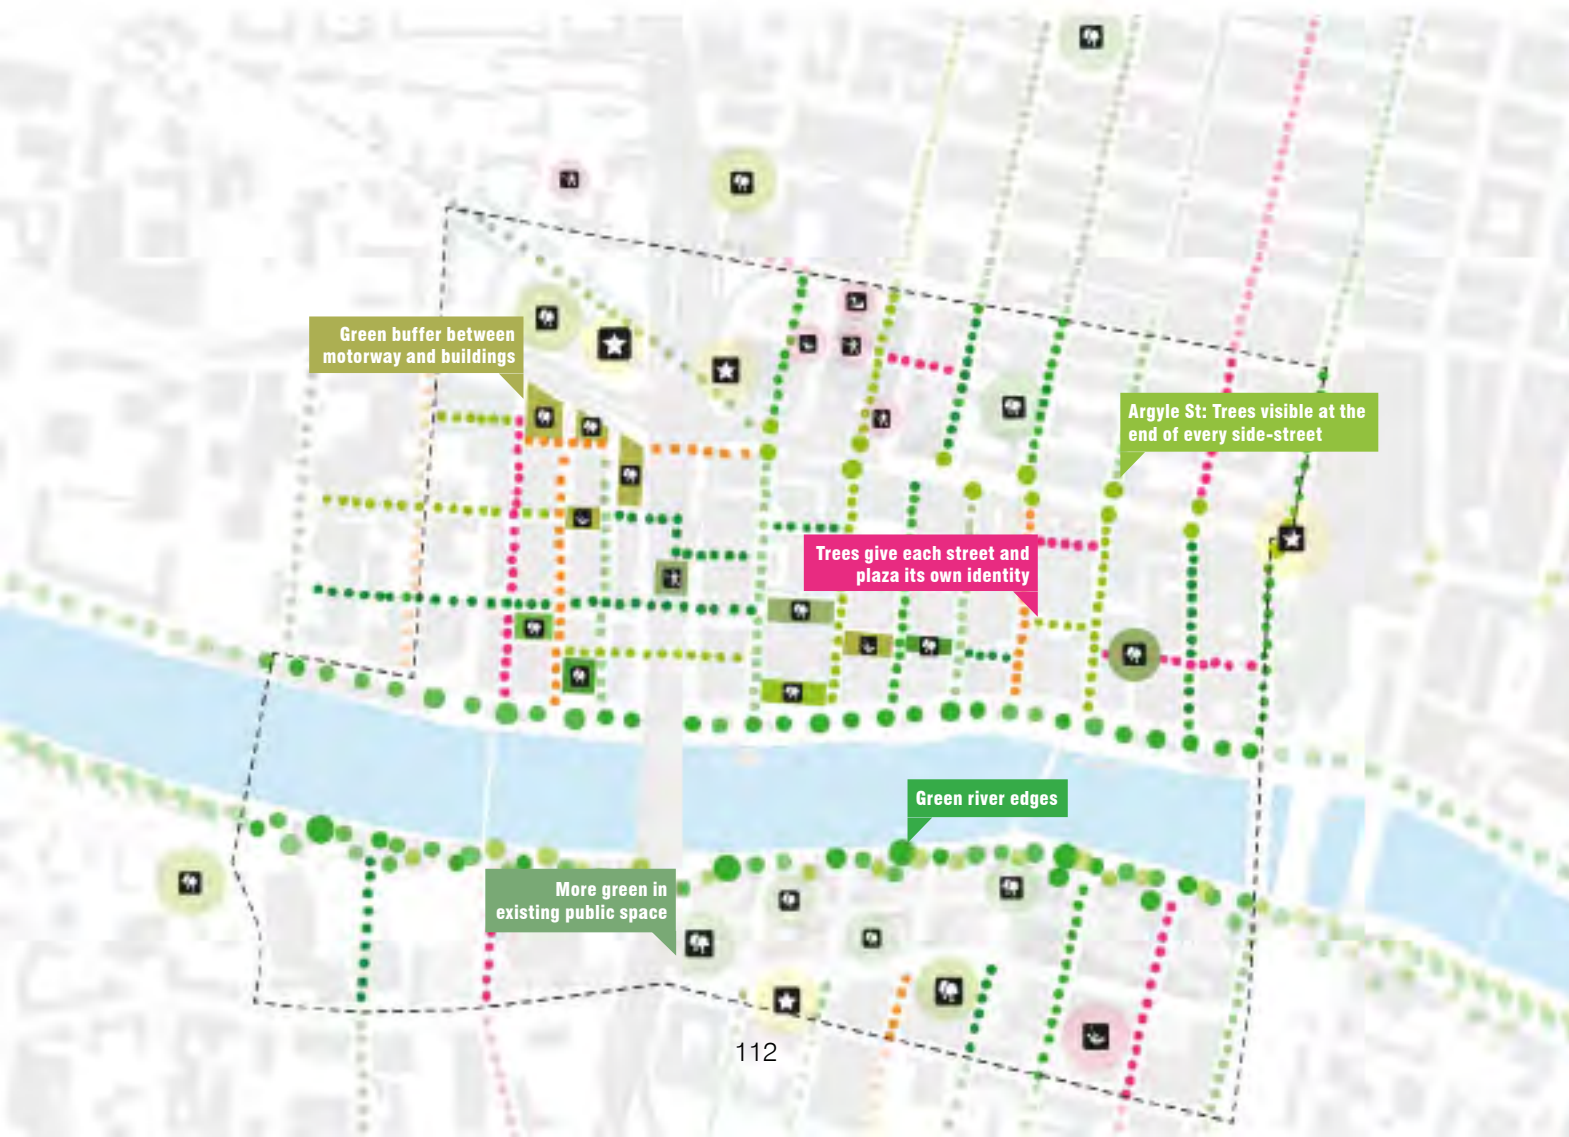 Green buffer between
motorway and buildings
Argyle St: Trees visible at the
end of every side-street
Trees give each street and
plaza its own identity
Green river edges
More green in
existing public space
112